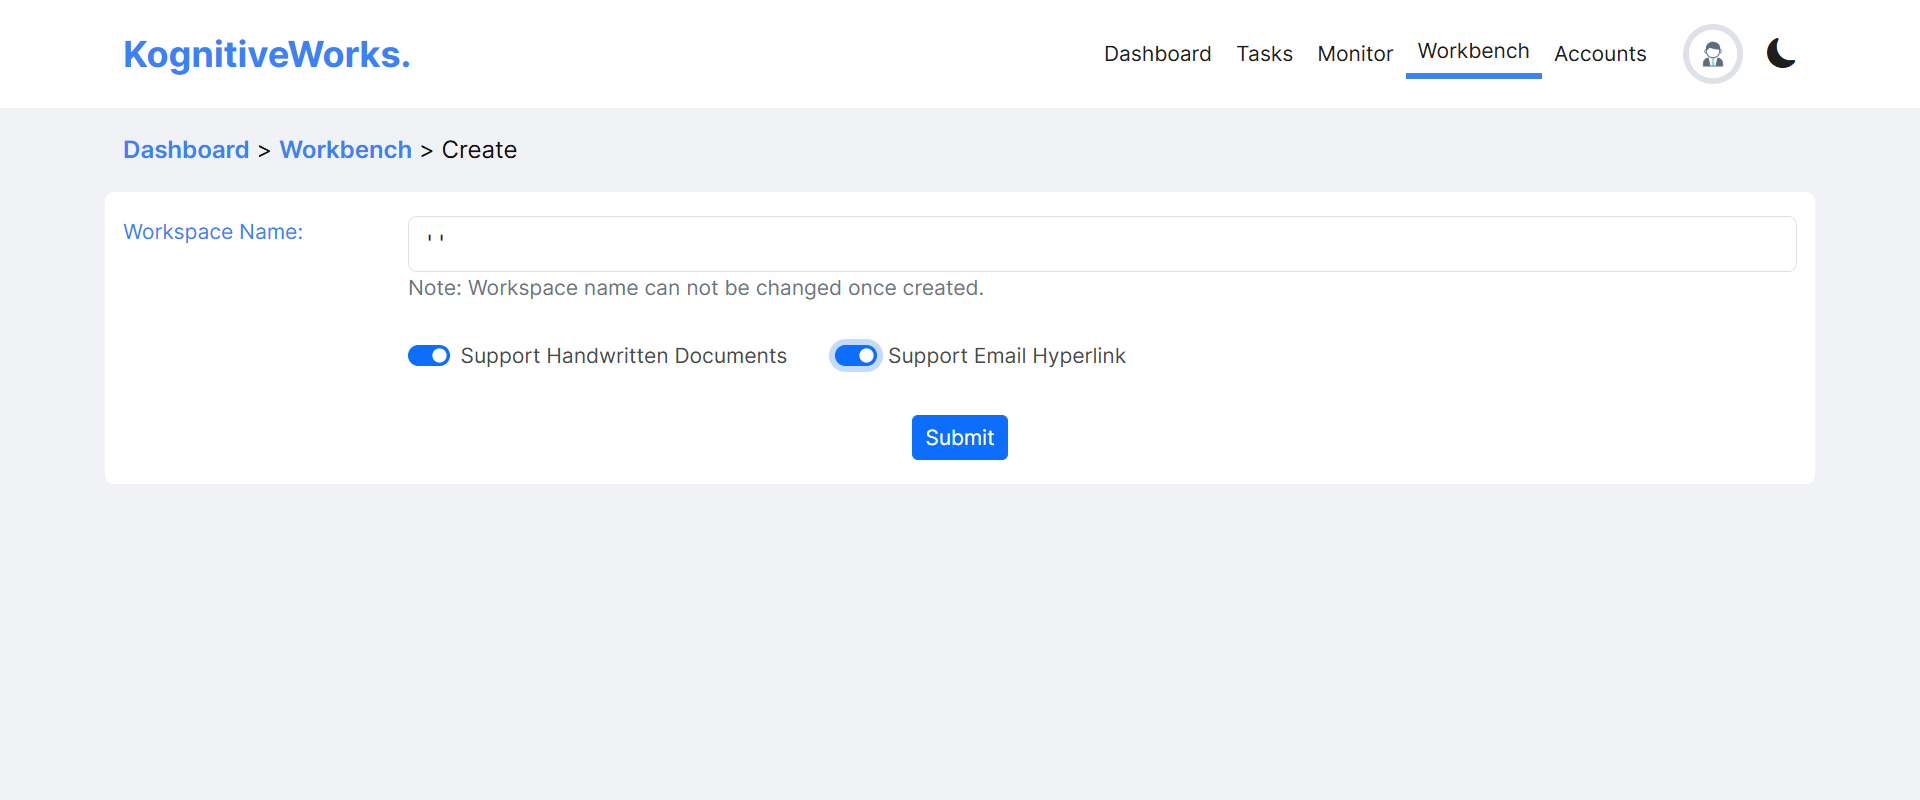 KognitiveWorks.
Dashboard Tasks Monitor Workbench Accounts
Dashboard > Workbench > Create
Workspace Name:
' '
Note: Workspace name can not be changed once created.
Support Handwritten Documents Support Email Hyperlink
Submit